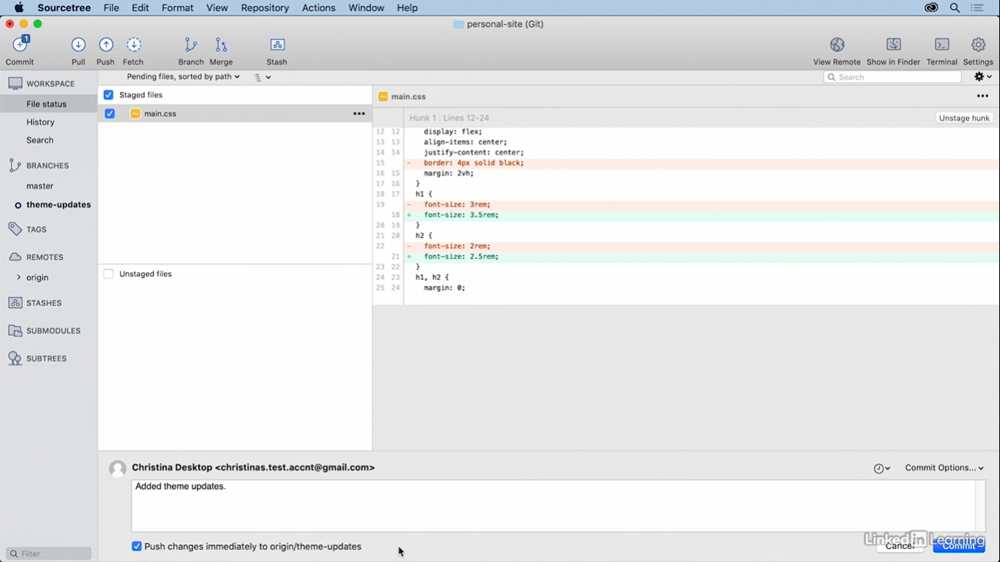 Sourcetree File Edit Format View Repository Actions Window Help
personal-site (Git)
1
Commit Pull Push Fetch Branch Merge Stash View Remote Show in Finder Terminal Settings
Pending files, sorted by path
Search
WORKSPACE
File status
History
Search
BRANCHES
master
theme-updates
TAGS
REMOTES
origin
STASHES
SUBMODULES
SUBTREES
Filter
Staged files
main.css
Unstaged files
main.css
Hunk 1 : Lines 12-24
Unstage hunk
12 12 display: flex;
13 13 align-items: center;
14 14 justify-content: center;
15 - border: 4px solid black;
16 15 margin: 2vh;
17 16 }
18 17 h1 {
19 - font-size: 3rem;
18 + font-size: 3.5rem;
20 19 }
21 20 h2 {
22 - font-size: 2rem;
21 + font-size: 2.5rem;
23 22 }
24 23 h1, h2 {
25 24 margin: 0;
Christina Desktop <christinas.test.accnt@gmail.com>
Commit Options...
Added theme updates.
Push changes immediately to origin/theme-updates
Cancel
Commit
LinkedIn Learning